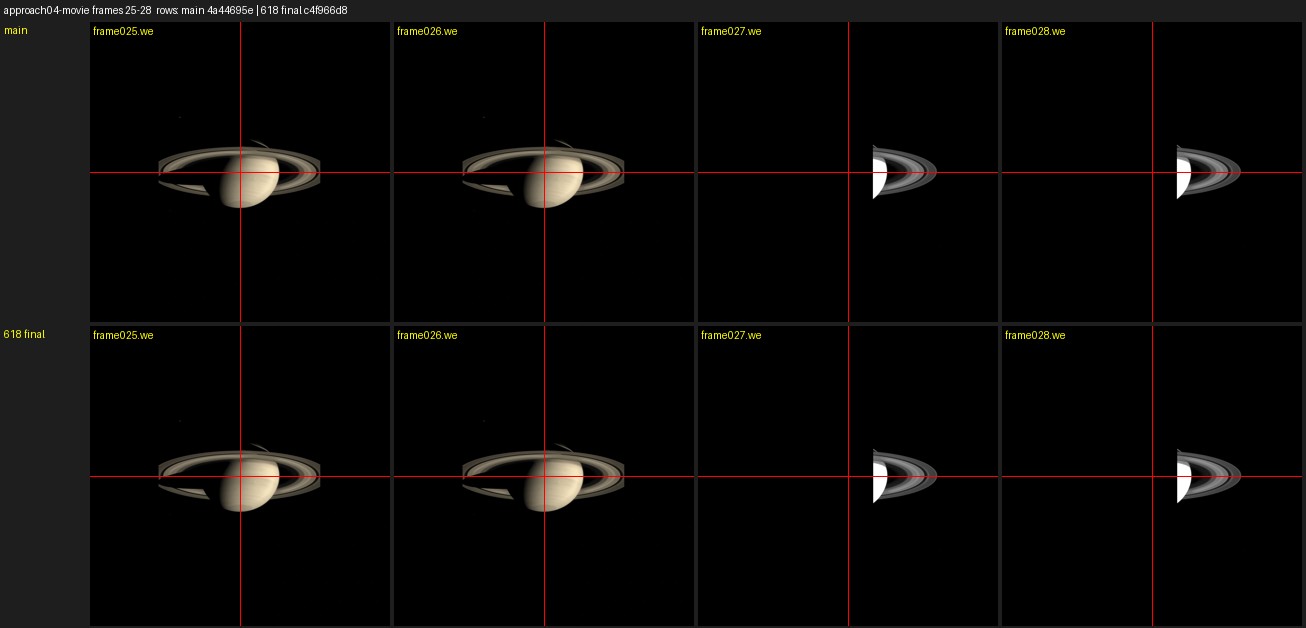 approach04-movie frames 25-28 rows: main 4a44695e | 618 final c4f966d8
main
frame025.we
frame026.we
frame027.we
frame028.we
618 final
frame025.we
frame026.we
frame027.we
frame028.we